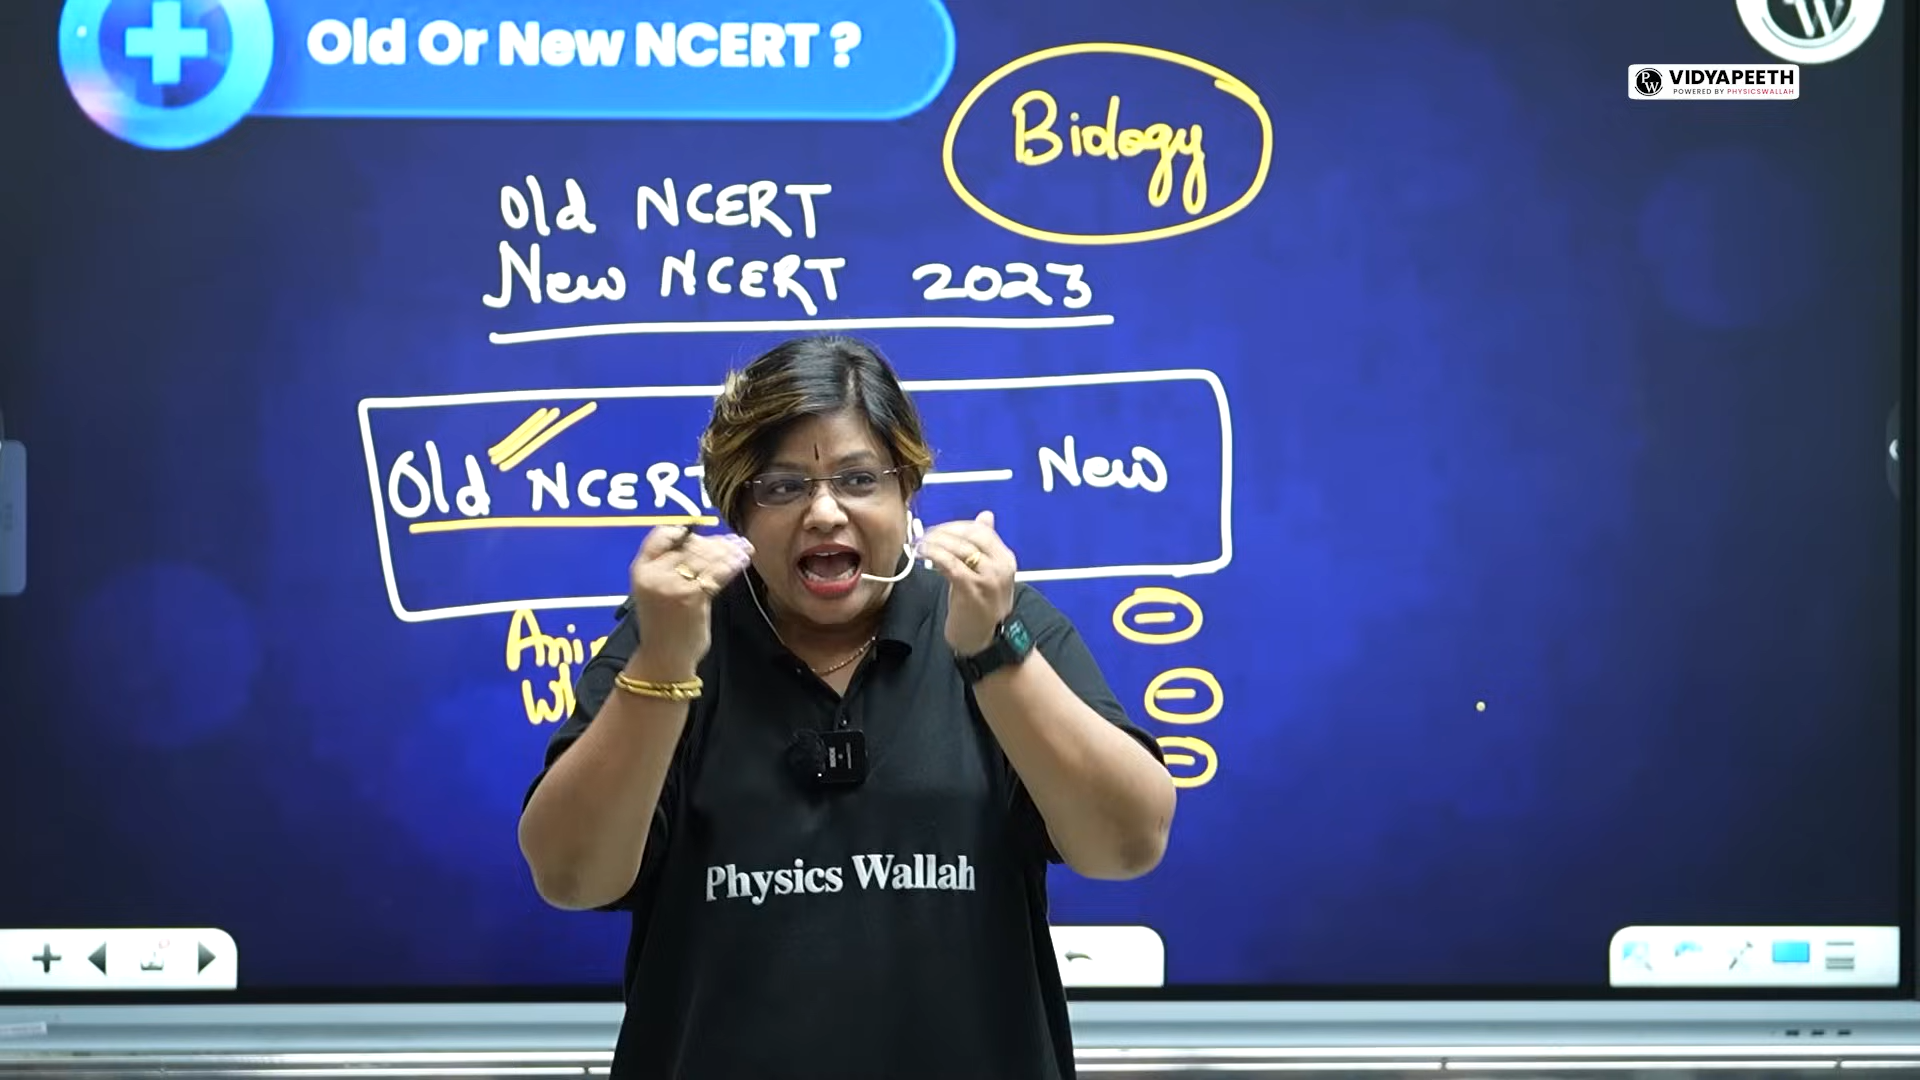 Old Or New NCERT ?
VIDYAPEETH
POWERED BY PHYSICSWALLAH
Biology
Old NCERT
New NCERT 2023
Old NCERT New
Physics Wallah